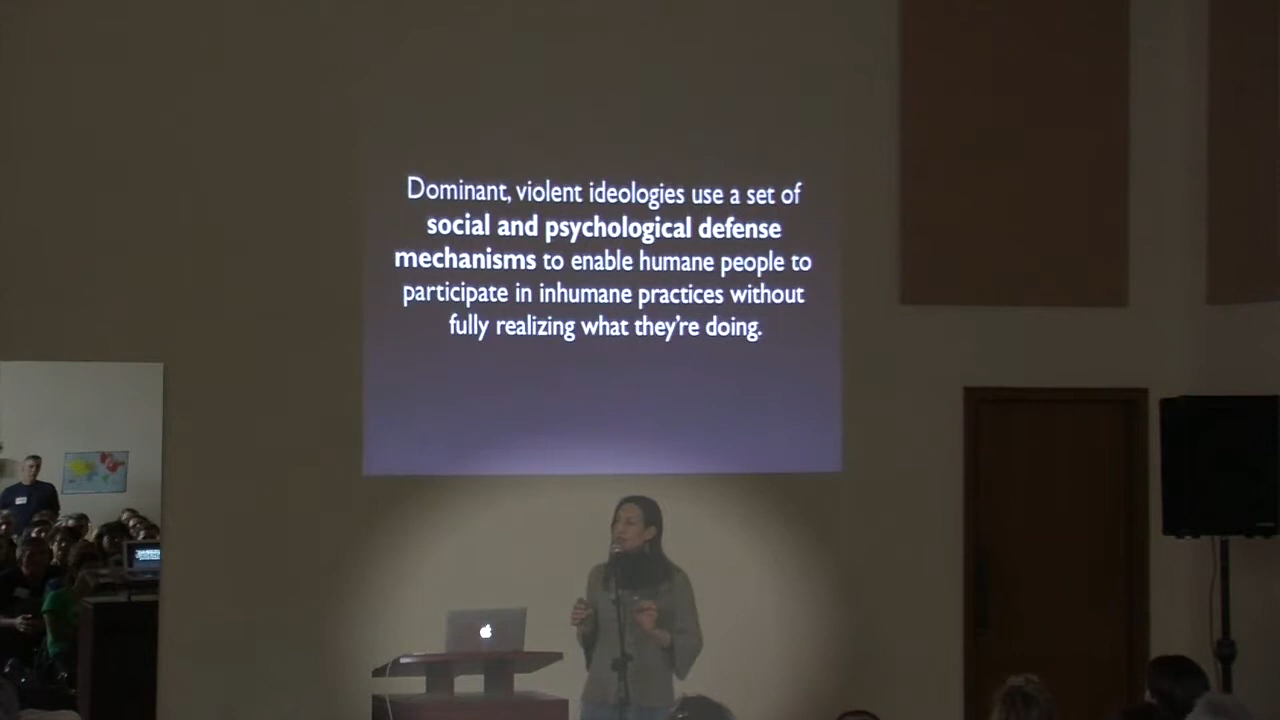 Dominant, violent ideologies use a set of
social and psychological defense
mechanisms to enable humane people to
participate in inhumane practices without
fully realizing what they're doing.